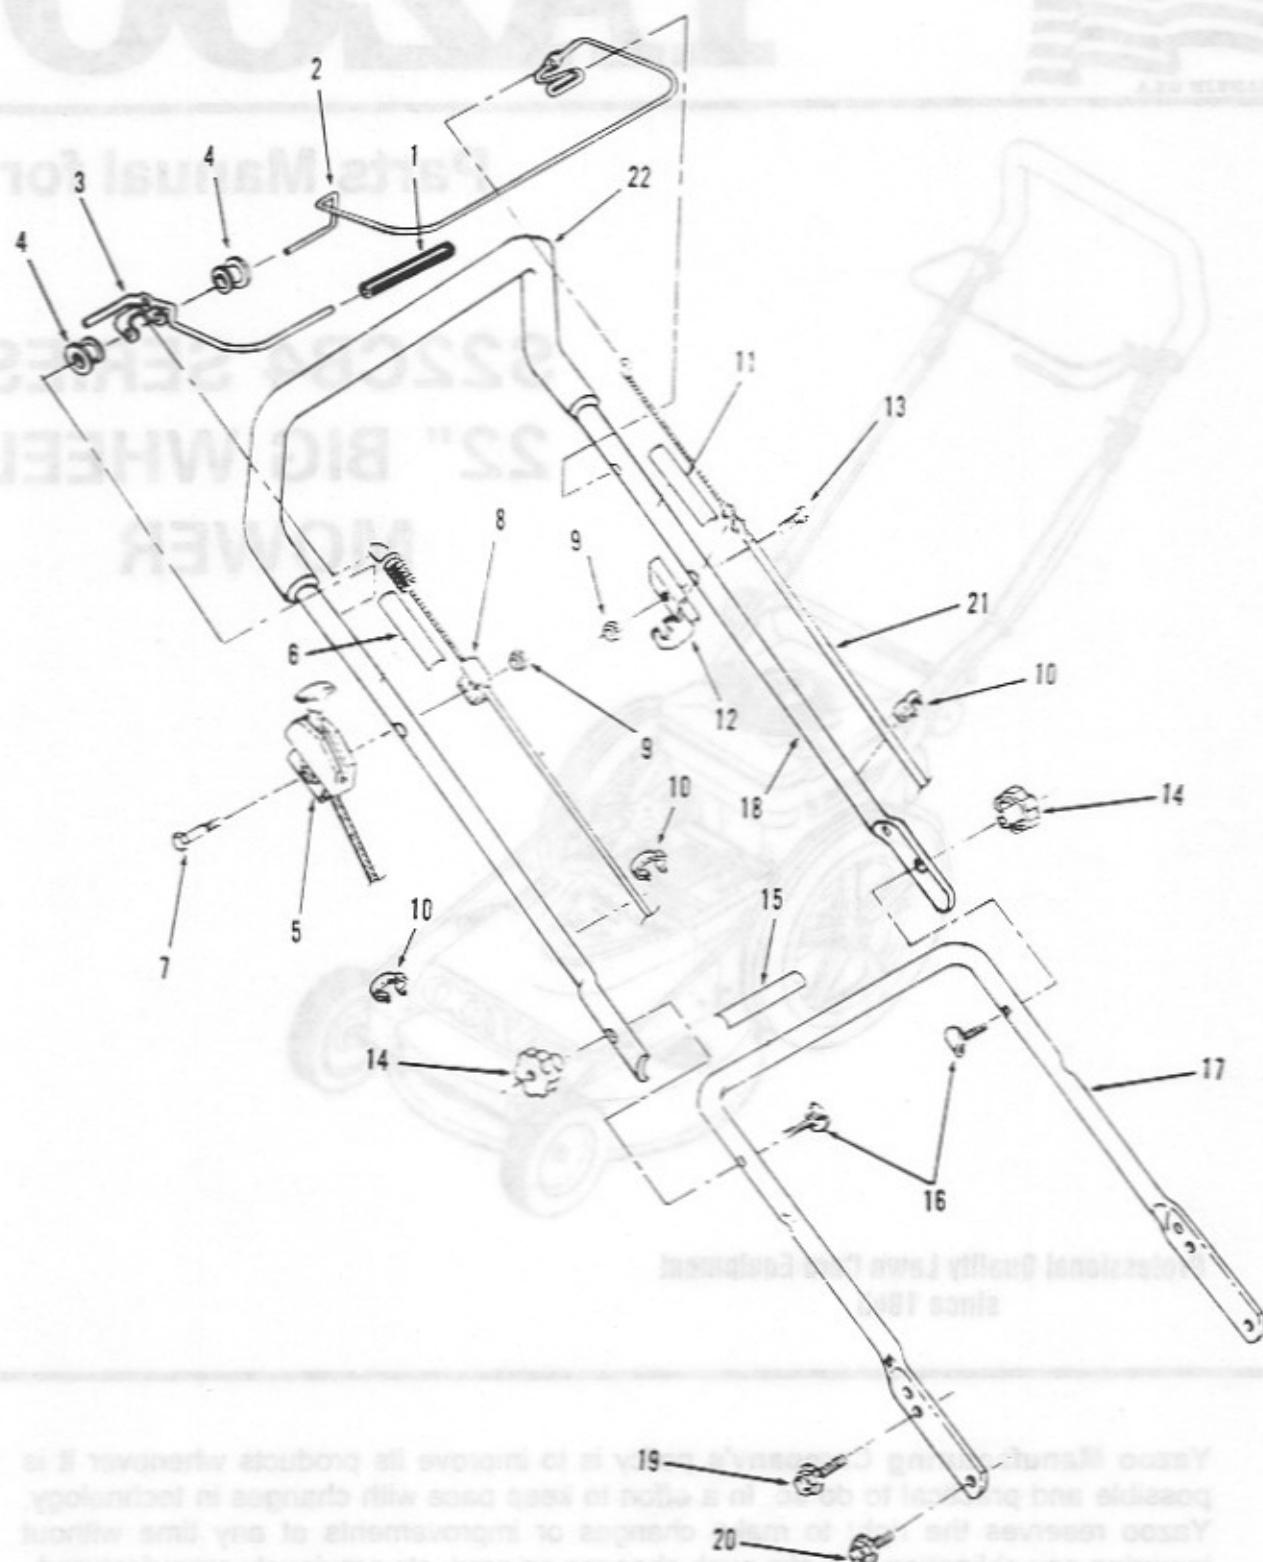 YAZOO
2
4
1
22
3
4
Parts Manual for
S22CB4 SERIES
22" BIG WHEEL
MOWER
11
13
8
9
6
21
12
10
9
18
10
14
7
5
10
15
14
17
16
Professional Quality Lawn Care Equipment
since
19
20
Yazoo Manufacturing Company's policy is to improve its products whenever it is
possible and practical to do so. In a effort to keep pace with changes in technology,
Yazoo reserves the right to make changes or improvements at any time without